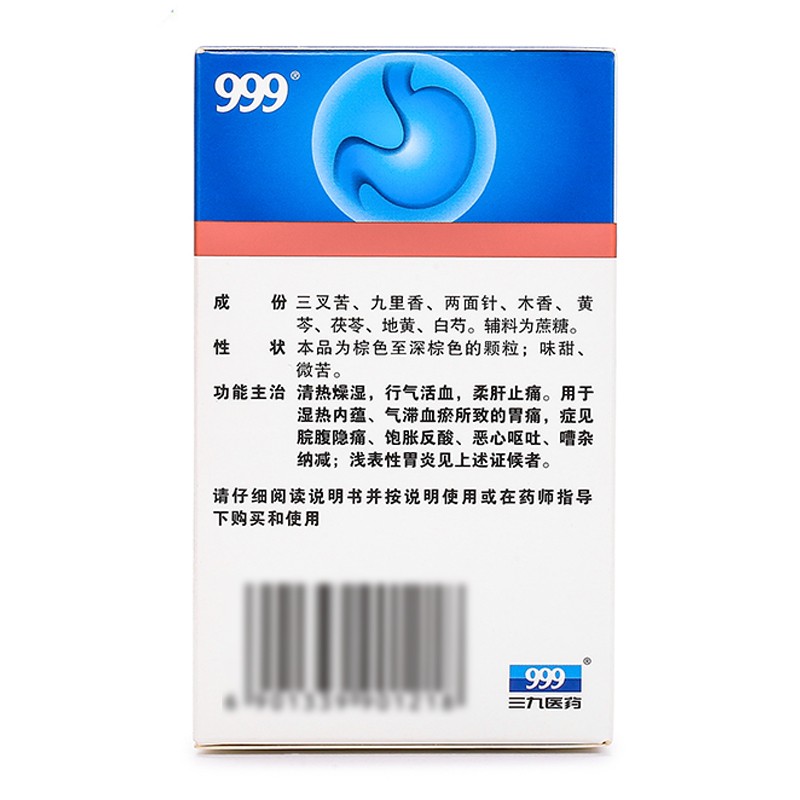 999®
成份 三叉苦、九里香、两面针、木香、黄
芩、茯苓、地黄、白芍。辅料为蔗糖。
性状 本品为棕色至深棕色的颗粒；味甜、
微苦。
功能主治 清热燥湿，行气活血，柔肝止痛。用于
湿热内蕴、气滞血瘀所致的胃痛，症见
脘腹隐痛、饱胀反酸、恶心呕吐、嘈杂
纳减；浅表性胃炎见上述证候者。
请仔细阅读说明书并按说明使用或在药师指导
下购买和使用
999®
三九医药